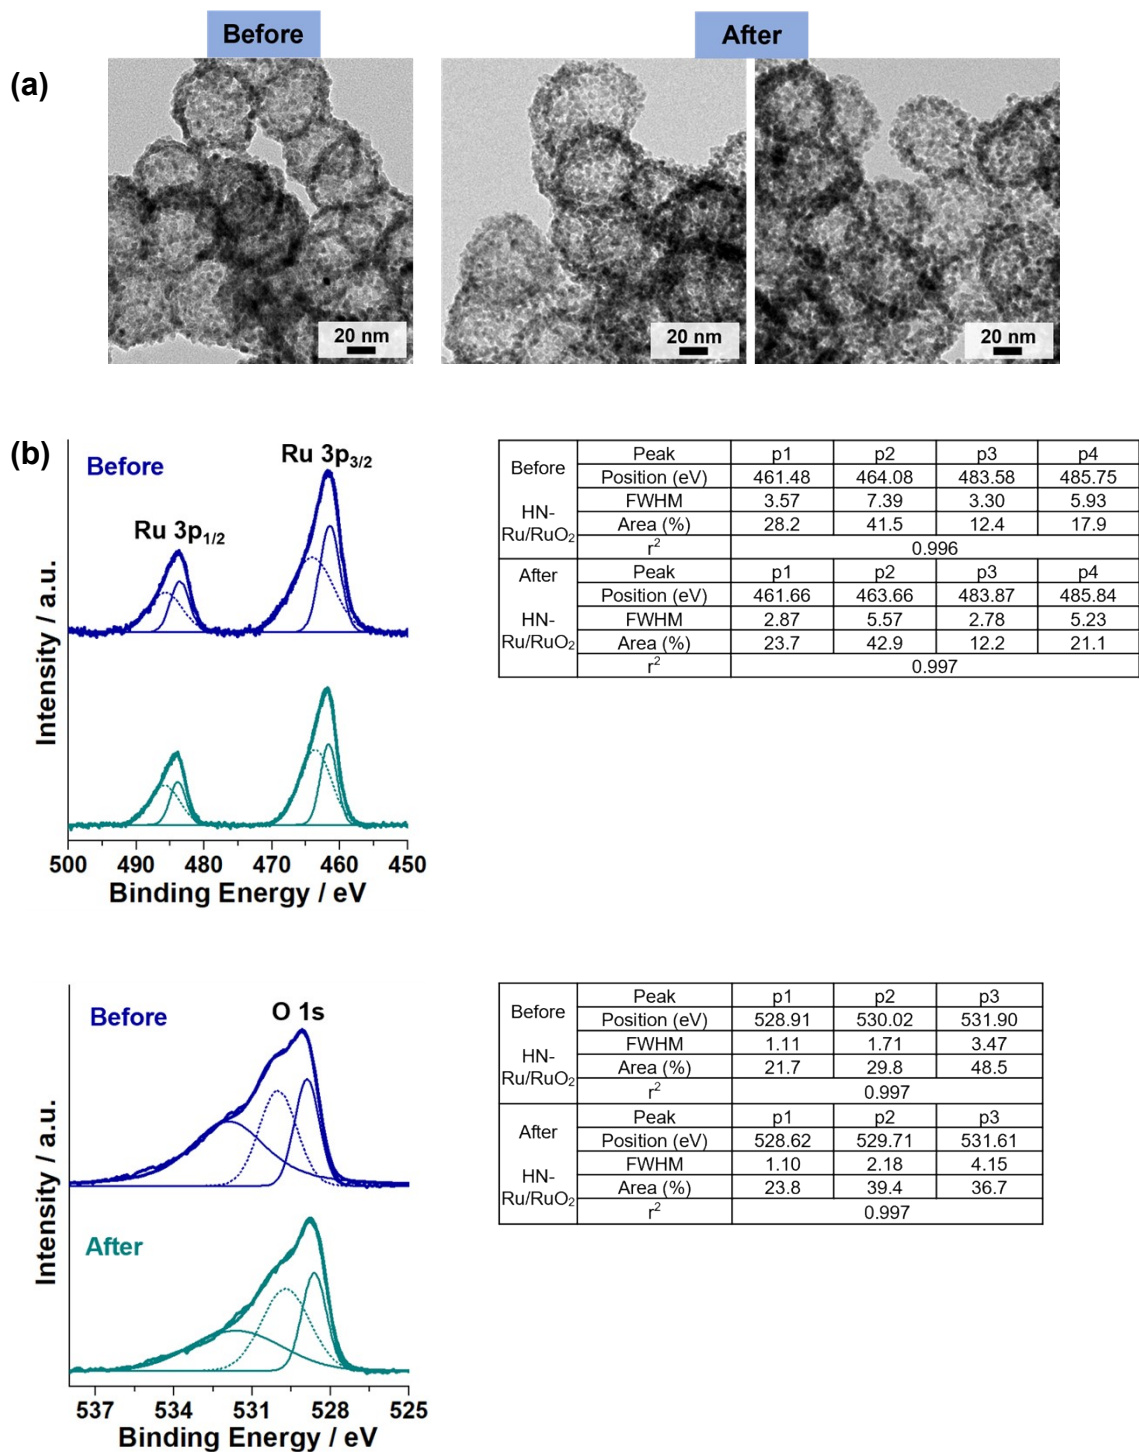 Before
After
(a)
20 nm
20 nm
20 nm
(b)
Before
Ru 3p3/2
Ru 3p1/2
Intensity / a.u.
500 490 480 470 460 450
Binding Energy / eV
Before HN-Ru/RuO2
Peak p1 p2 p3 p4
Position (eV) 461.48 464.08 483.58 485.75
FWHM 3.57 7.39 3.30 5.93
Area (%) 28.2 41.5 12.4 17.9
r2 0.996
After HN-Ru/RuO2
Peak p1 p2 p3 p4
Position (eV) 461.66 463.66 483.87 485.84
FWHM 2.87 5.57 2.78 5.23
Area (%) 23.7 42.9 12.2 21.1
r2 0.997
Before
O 1s
After
Intensity / a.u.
537 534 531 528 525
Binding Energy / eV
Before HN-Ru/RuO2
Peak p1 p2 p3
Position (eV) 528.91 530.02 531.90
FWHM 1.11 1.71 3.47
Area (%) 21.7 29.8 48.5
r2 0.997
After HN-Ru/RuO2
Peak p1 p2 p3
Position (eV) 528.62 529.71 531.61
FWHM 1.10 2.18 4.15
Area (%) 23.8 39.4 36.7
r2 0.997